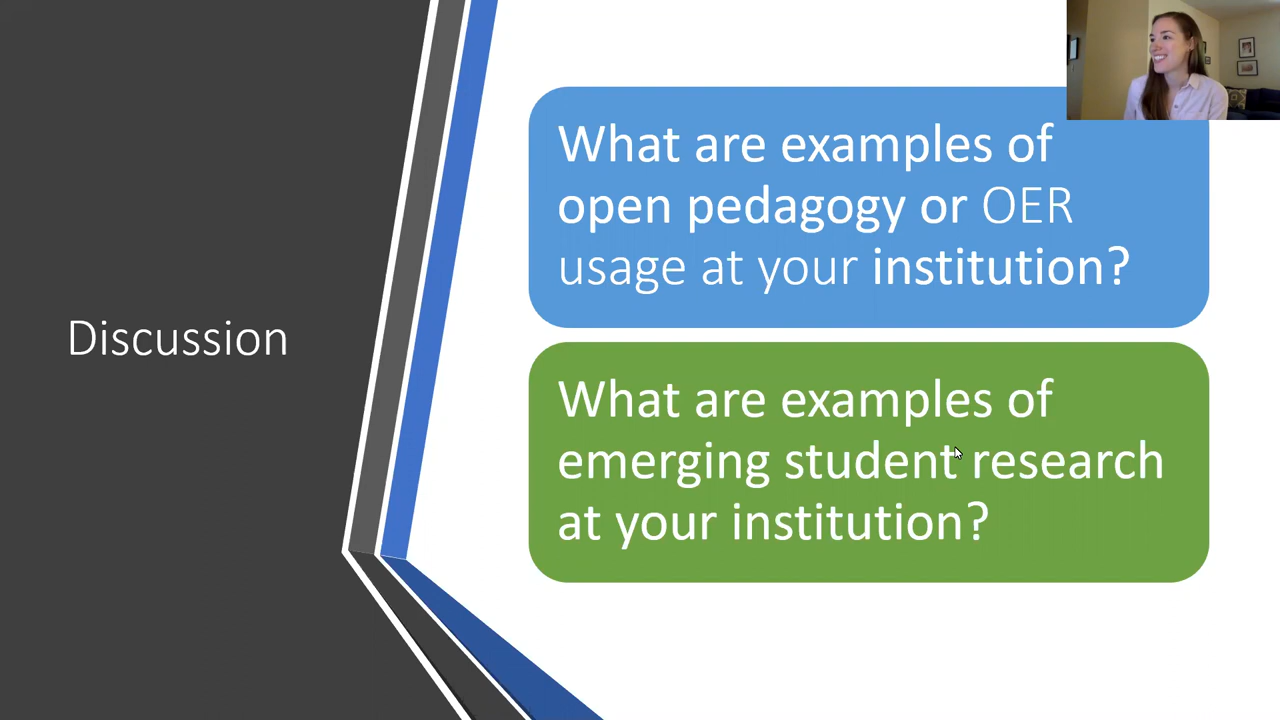 Discussion
What are examples of
open pedagogy or OER
usage at your institution?
What are examples of
emerging student research
at your institution?